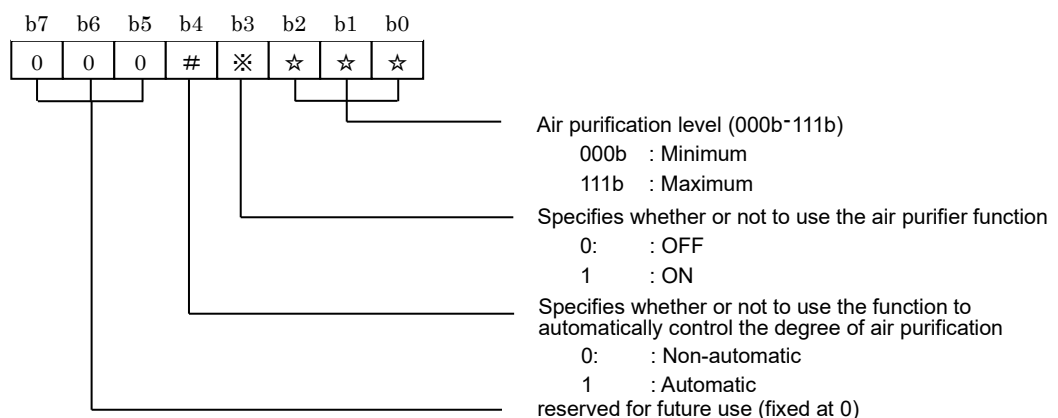 b7 b6 b5 b4 b3 b2 b1 b0
0 0 0 # ※ ☆ ☆ ☆
Air purification level (000b-111b)
000b : Minimum
111b : Maximum
Specifies whether or not to use the air purifier function
0: : OFF
1 : ON
Specifies whether or not to use the function to
automatically control the degree of air purification
0: : Non-automatic
1 : Automatic
reserved for future use (fixed at 0)